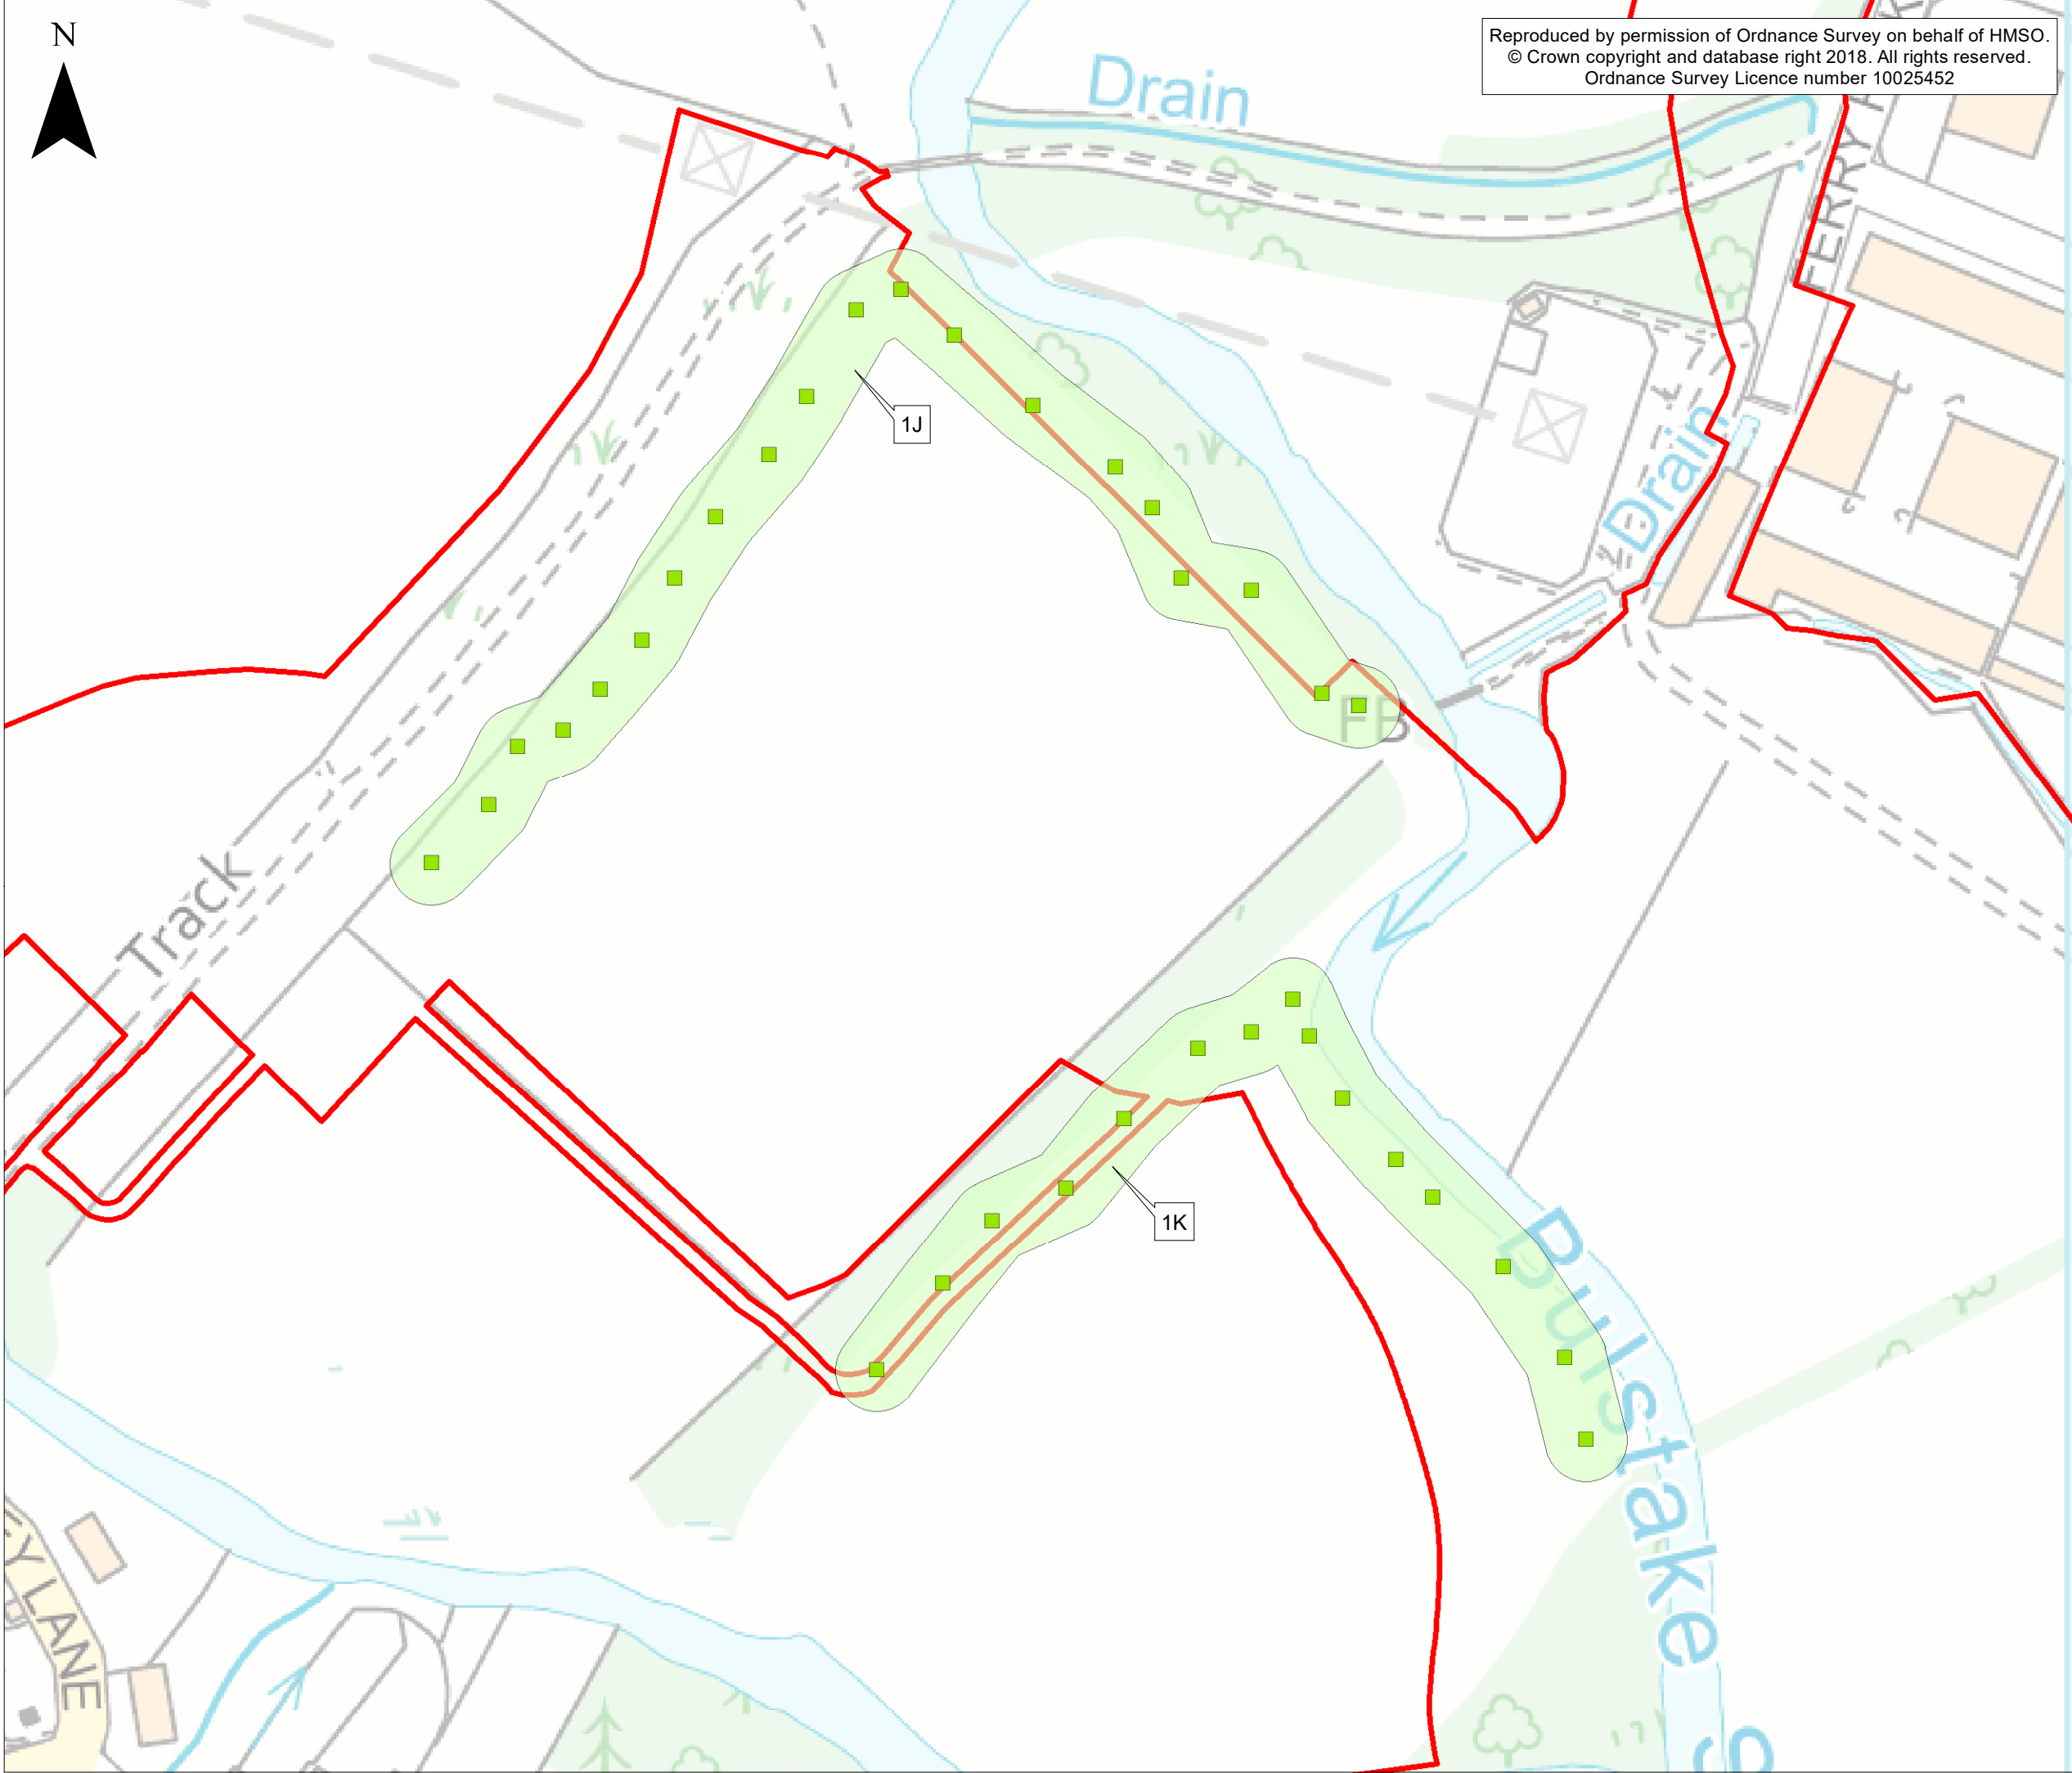 N
Reproduced by permission of Ordnance Survey on behalf of HMSO.
© Crown copyright and database right 2018. All rights reserved.
Ordnance Survey Licence number 10025452
Drain
FERRY
1J
Drain
FB
Track
1K
Bulstake S
LANE